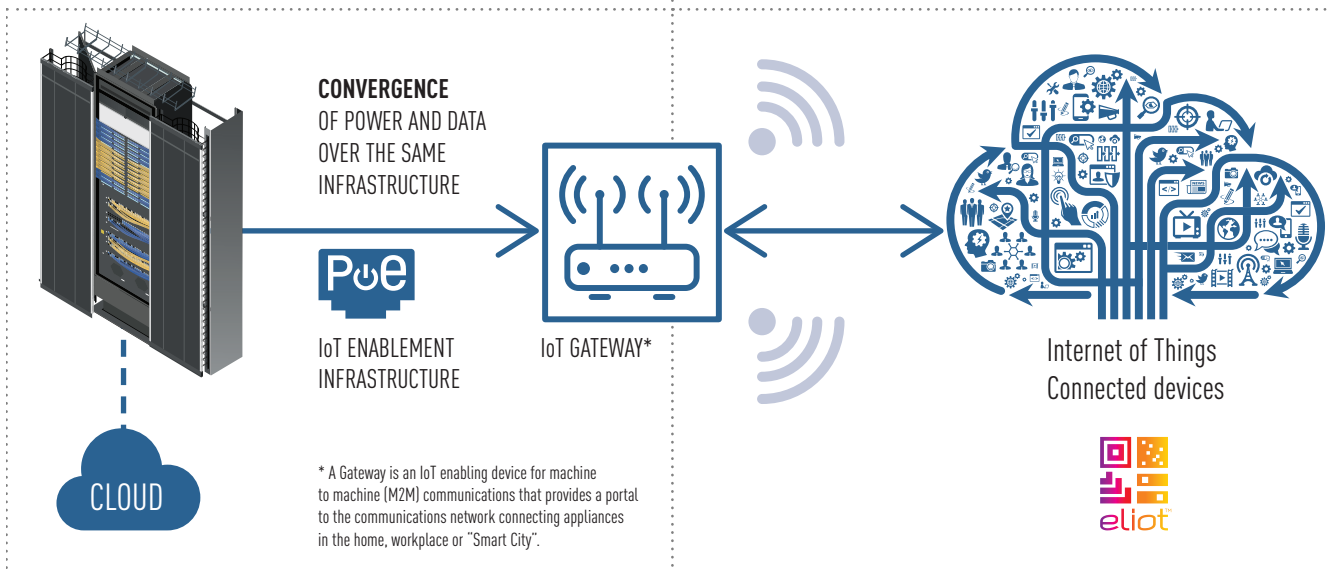 CONVERGENCE
OF POWER AND DATA
OVER THE SAME
INFRASTRUCTURE
PoE
IoT ENABLEMENT
INFRASTRUCTURE
IoT GATEWAY*
CLOUD
* A Gateway is an IoT enabling device for machine
to machine (M2M) communications that provides a portal
to the communications network connecting appliances
in the home, workplace or "Smart City".
</>
Internet of Things
Connected devices
eliot™